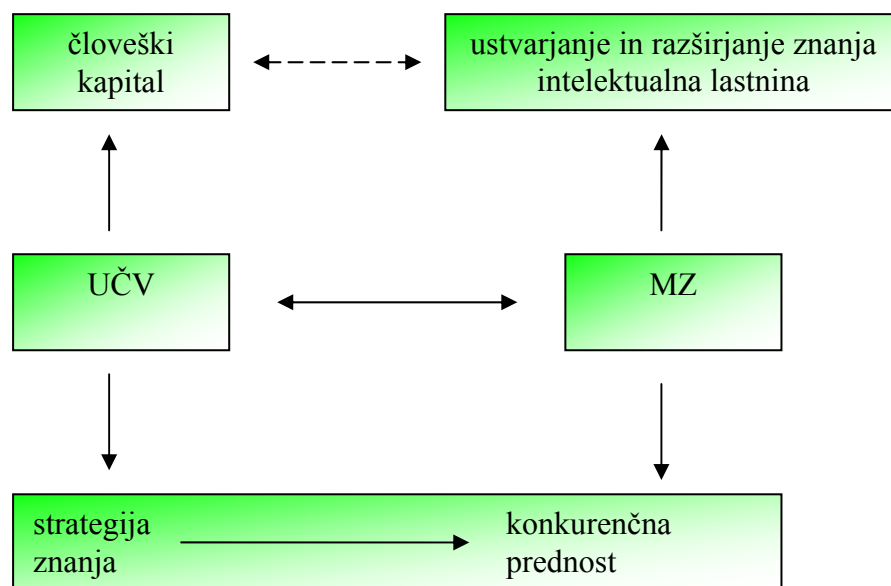 človeški
kapital
ustvarjanje in razširjanje znanja
intelektualna lastnina
UČV
MZ
strategija
znanja
konkurenčna
prednost